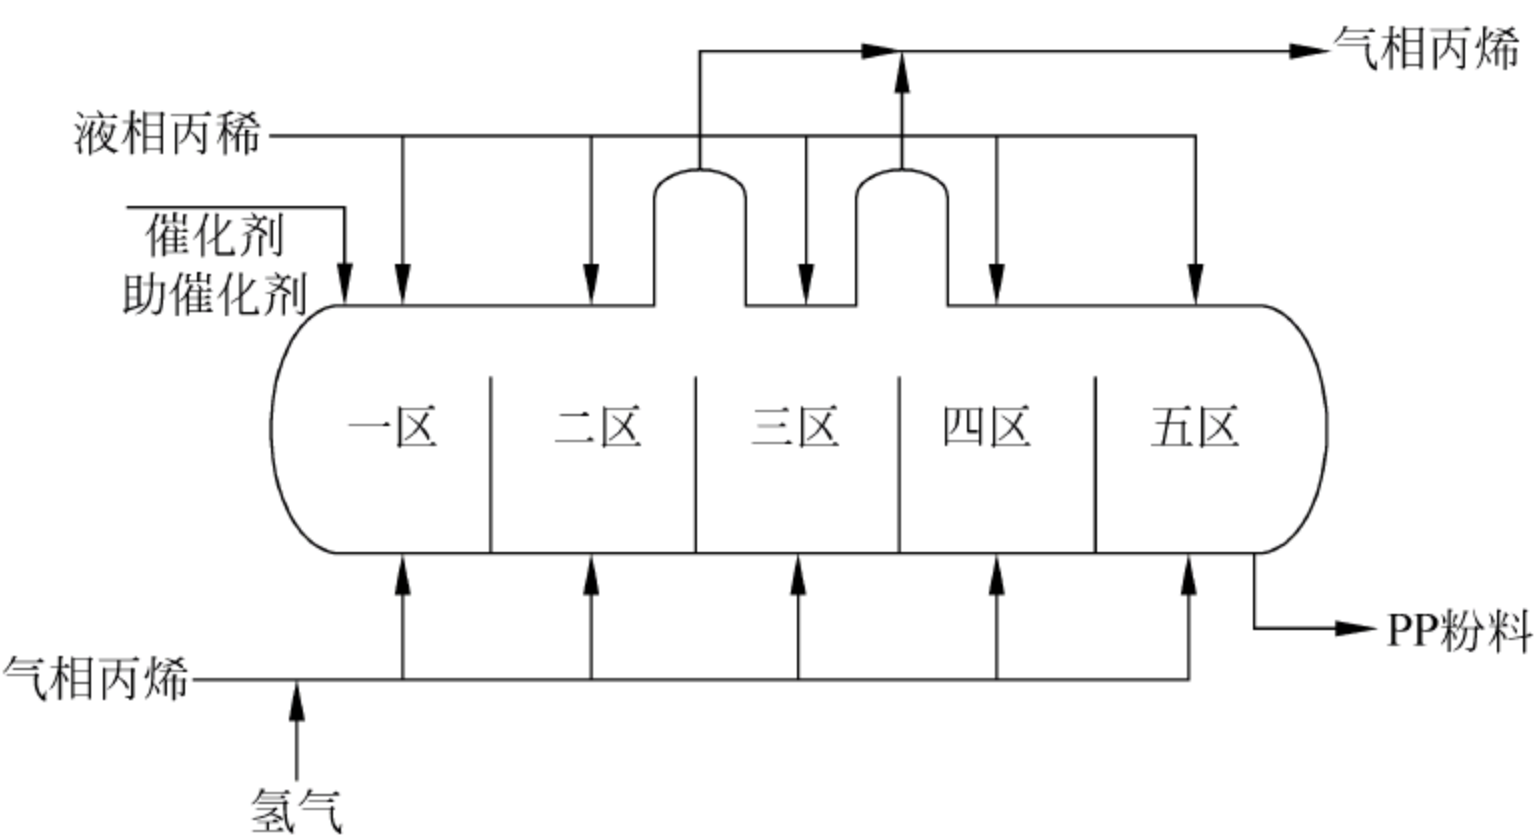 气相丙烯
液相丙稀
催化剂
助催化剂
一区
二区
三区
四区
五区
PP粉料
气相丙烯
氢气